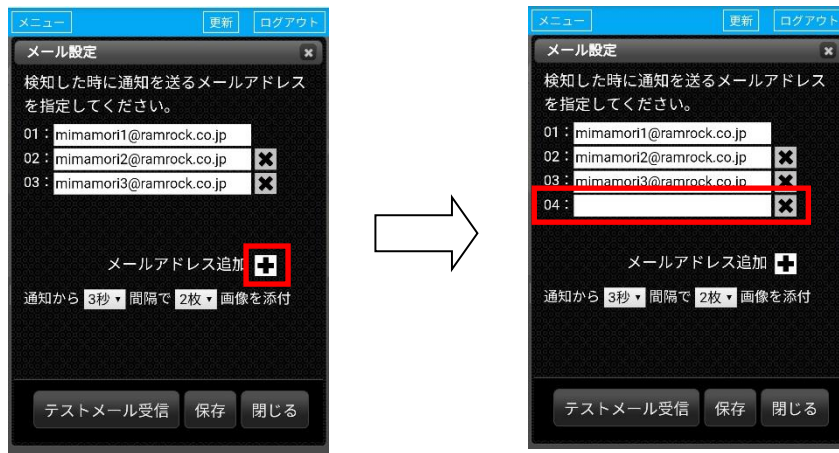 メニュー 更新 ログアウト
メール設定
検知した時に通知を送るメールアドレス
を指定してください。
01：mimamori1@ramrock.co.jp
02：mimamori2@ramrock.co.jp
03：mimamori3@ramrock.co.jp
メールアドレス追加
通知から 3秒 間隔で 2枚 画像を添付
テストメール受信 保存 閉じる
メニュー 更新 ログアウト
メール設定
検知した時に通知を送るメールアドレス
を指定してください。
01：mimamori1@ramrock.co.jp
02：mimamori2@ramrock.co.jp
03：mimamori3@ramrock.co.jp
04：
メールアドレス追加
通知から 3秒 間隔で 2枚 画像を添付
テストメール受信 保存 閉じる